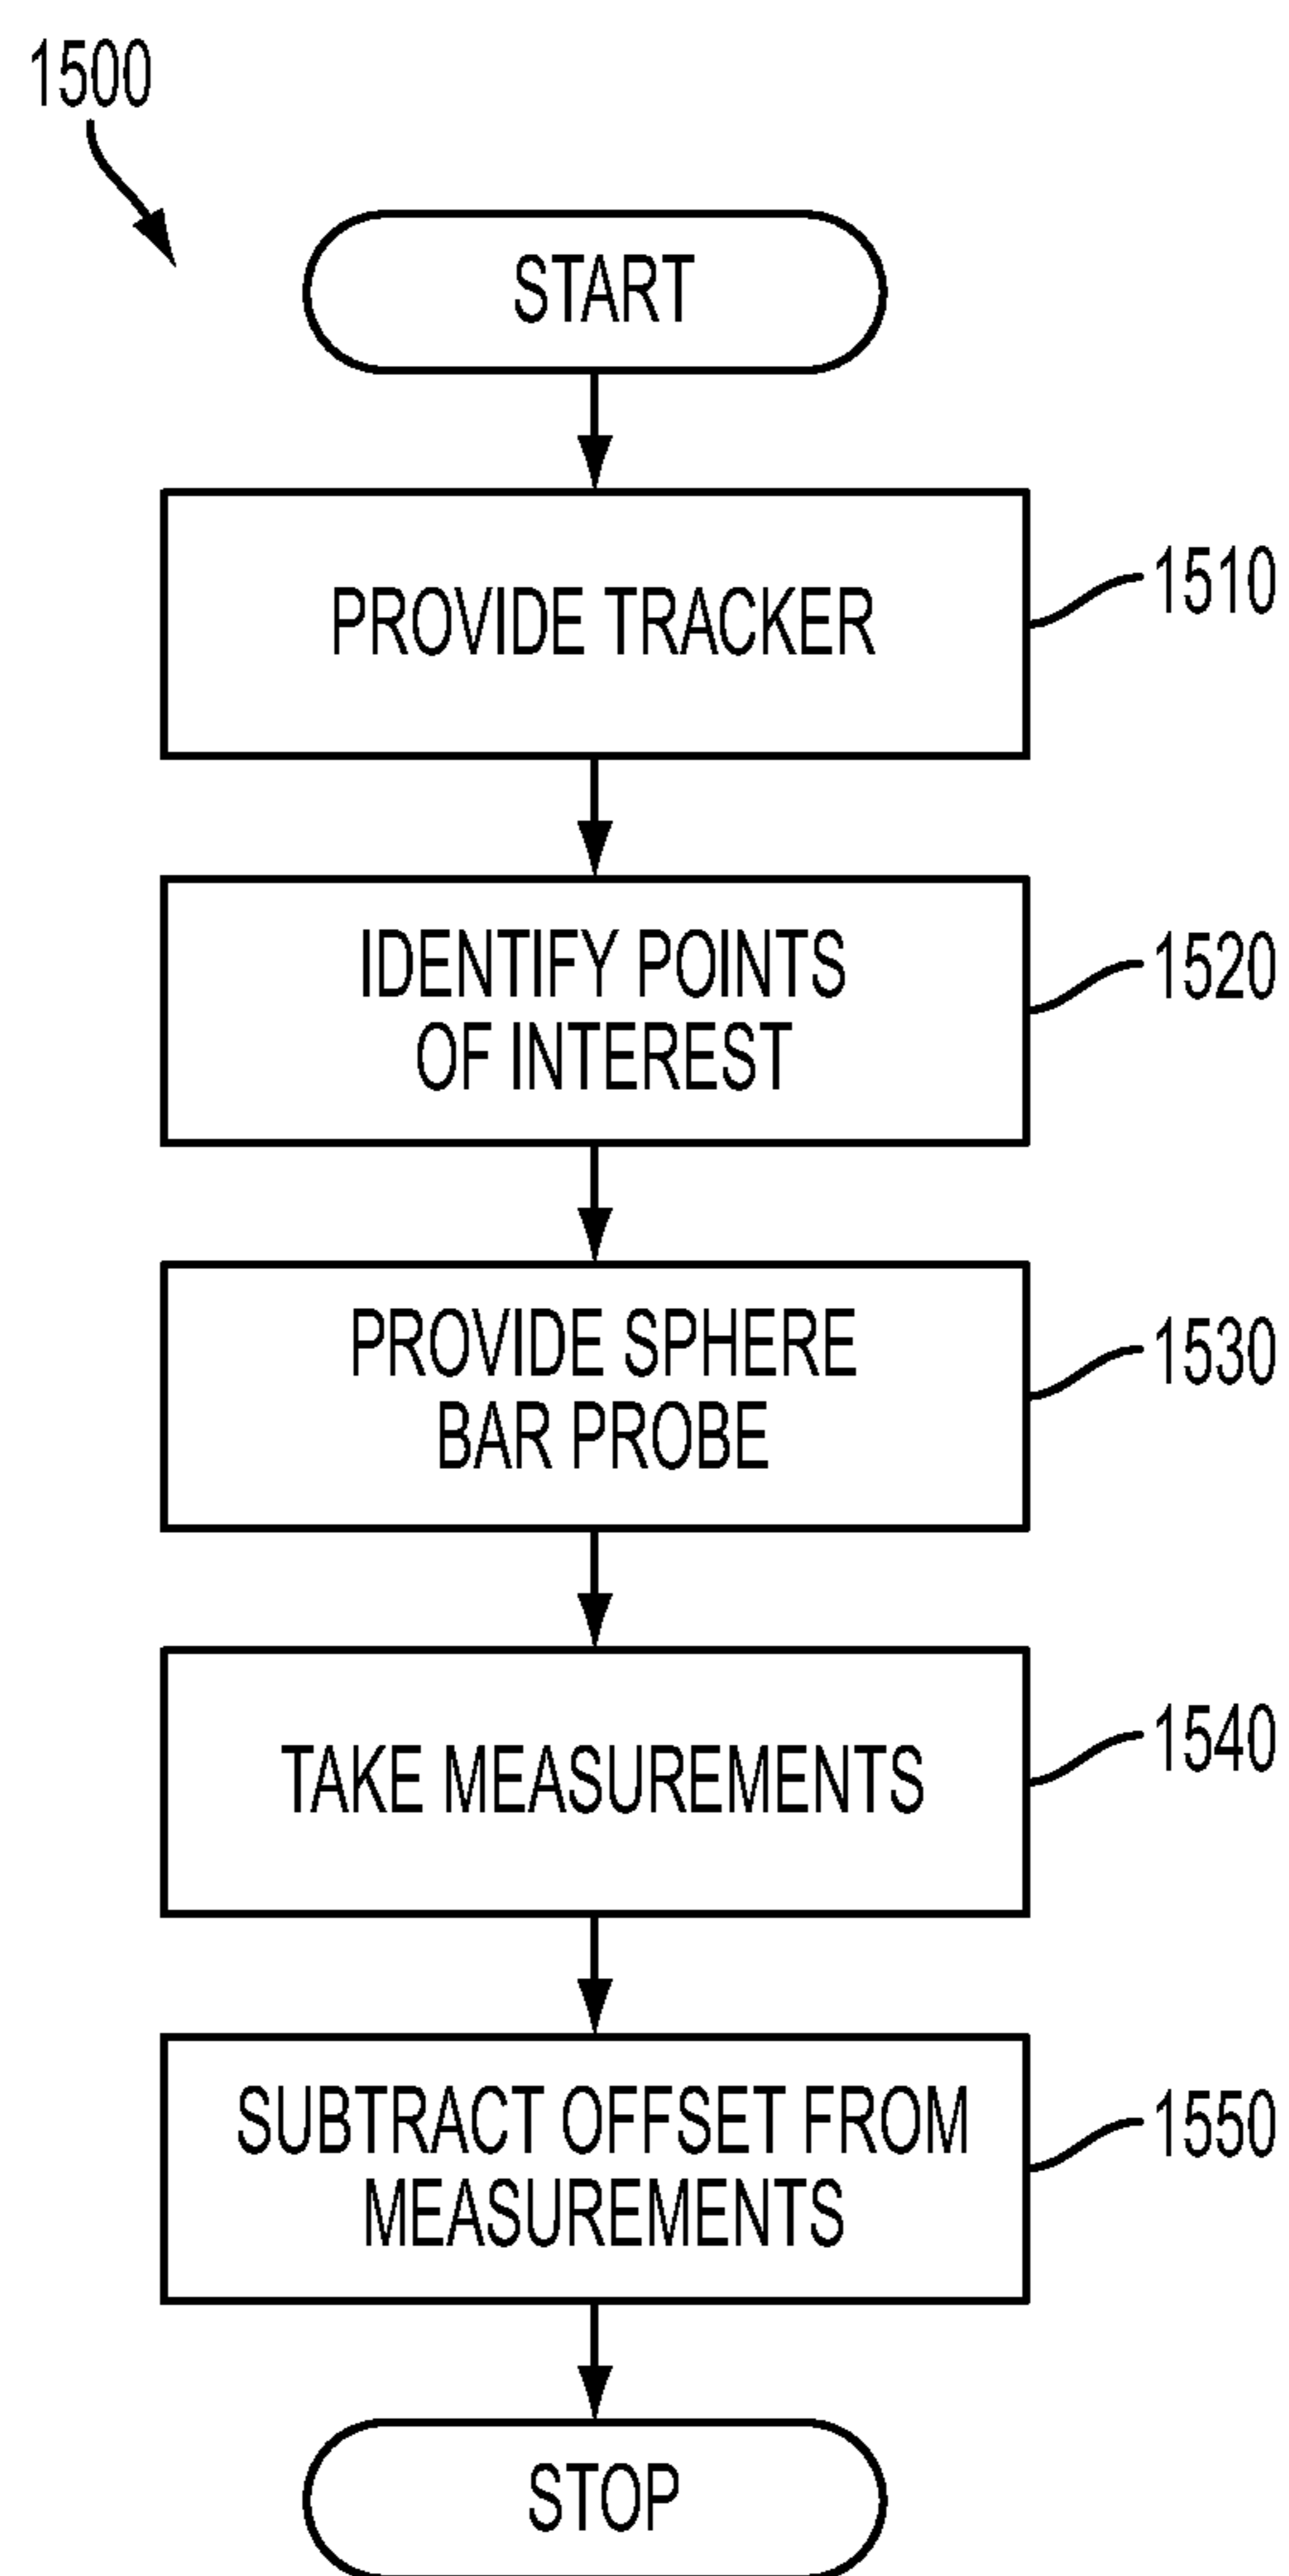 1500
START
PROVIDE TRACKER
1510
IDENTIFY POINTS
OF INTEREST
1520
PROVIDE SPHERE
BAR PROBE
1530
TAKE MEASUREMENTS
1540
SUBTRACT OFFSET FROM
MEASUREMENTS
1550
STOP